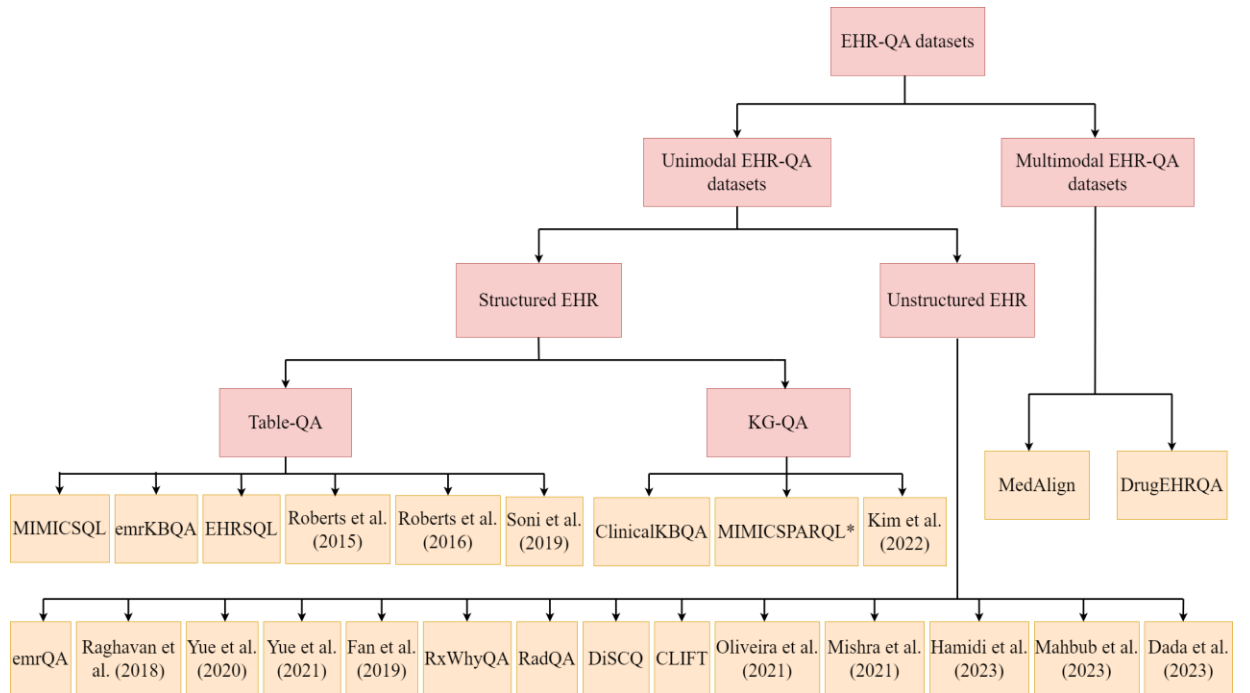 EHR-QA datasets
Unimodal EHR-QA
datasets
Multimodal EHR-QA
datasets
Structured EHR
Unstructured EHR
Table-QA
KG-QA
MedAlign
DrugEHRQA
MIMICSQL
emrKBQA
EHRSQL
Roberts et al.
(2015)
Roberts et al.
(2016)
Soni et al.
(2019)
ClinicalKBQA
MIMICSPARQL*
Kim et al.
(2022)
emrQA
Raghavan et
al. (2018)
Yue et al.
(2020)
Yue et al.
(2021)
Fan et al.
(2019)
RxWhyQA
RadQA
DiSCQ
CLIFT
Oliveira et al.
(2021)
Mishra et al.
(2021)
Hamidi et al.
(2023)
Mahbub et al.
(2023)
Dada et al.
(2023)